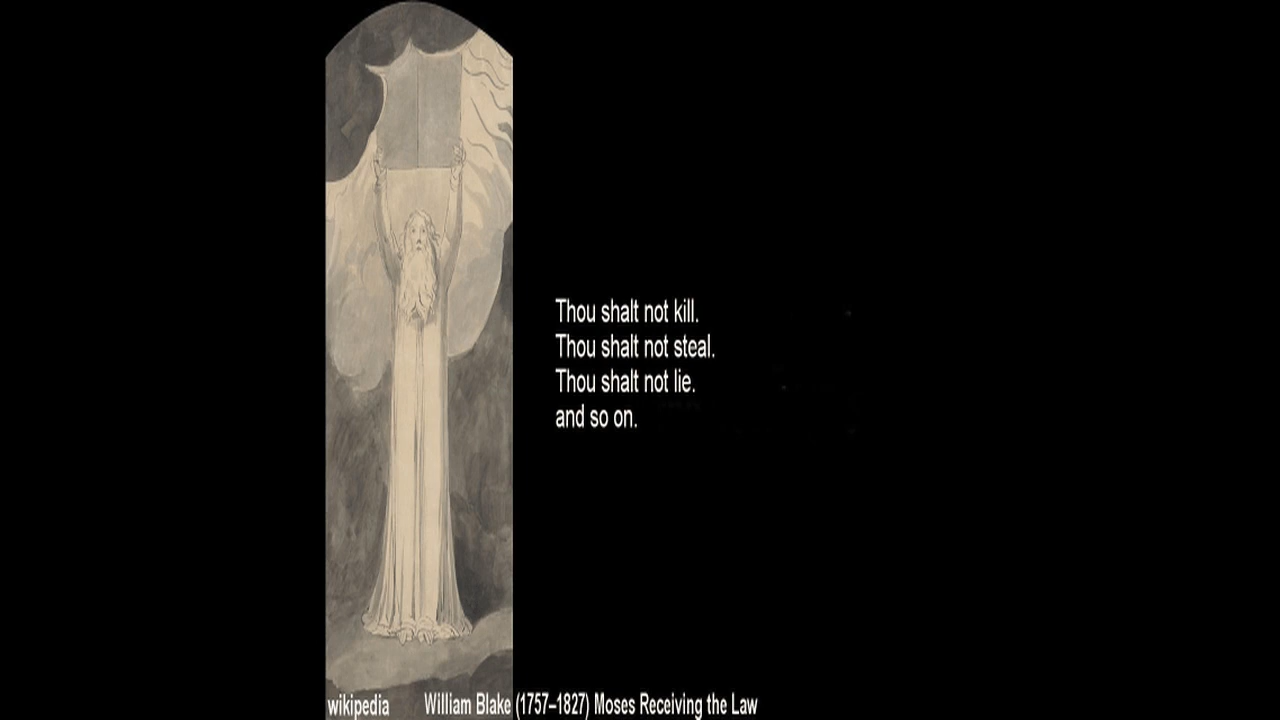 Thou shalt not kill.
Thou shalt not steal.
Thou shalt not lie.
and so on.
wikipedia William Blake (1757–1827) Moses Receiving the Law